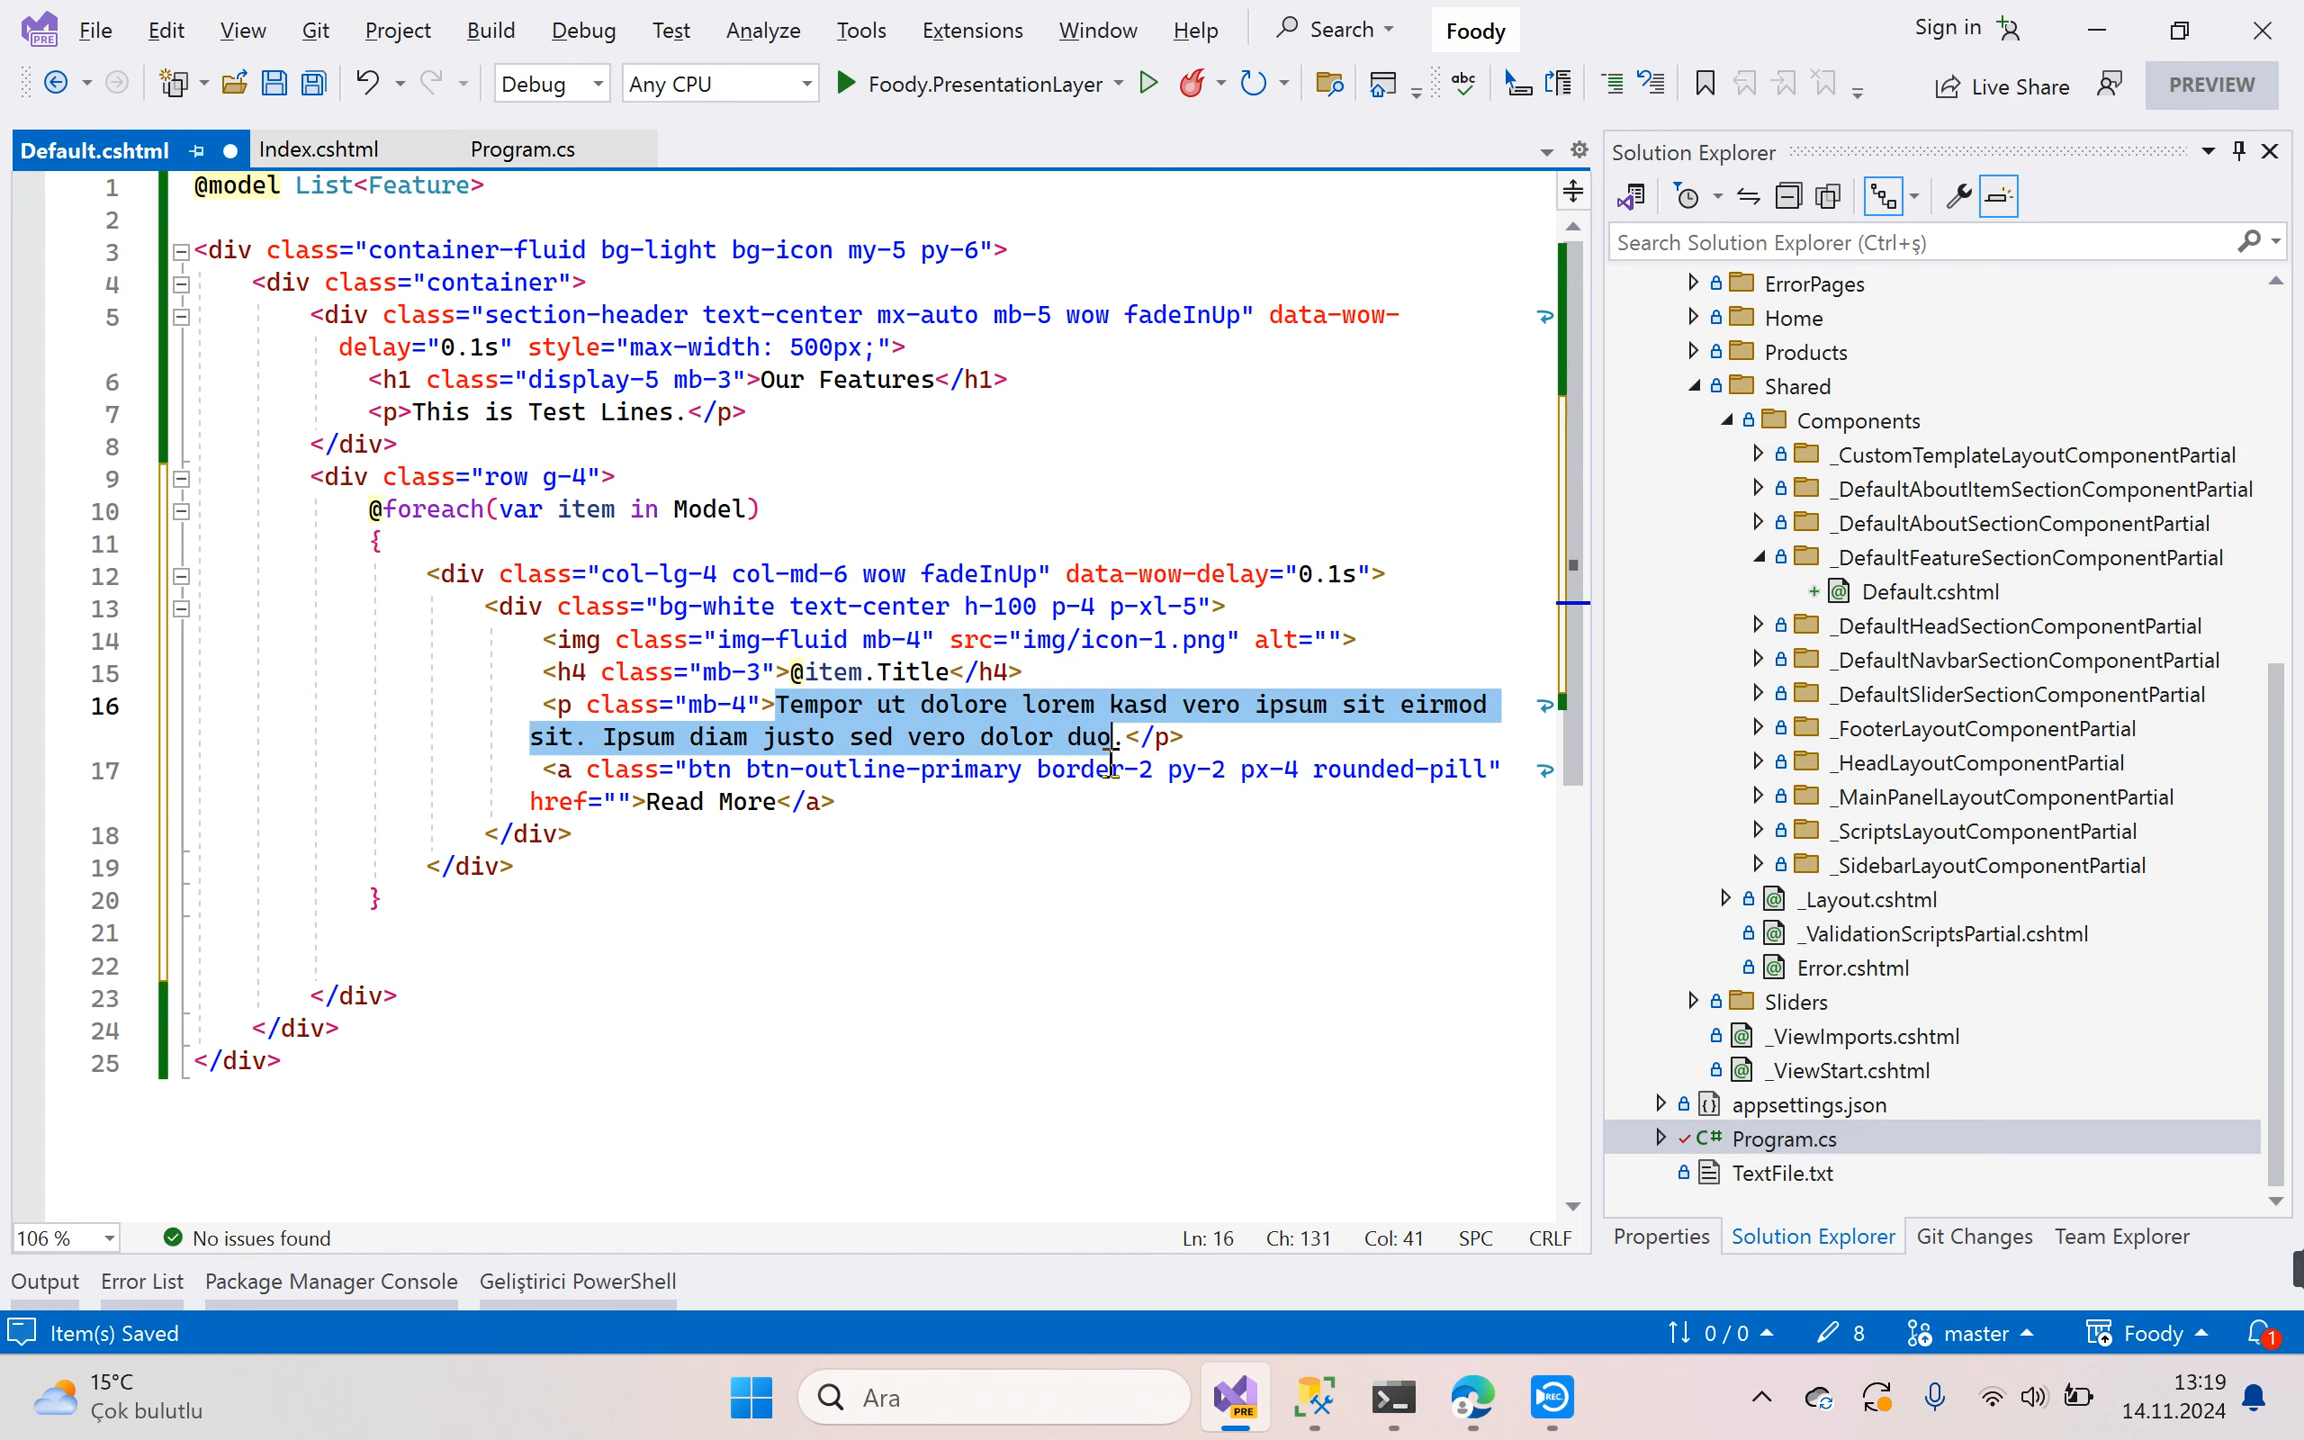 PRE File Edit View Git Project Build Debug Test Analyze Tools Extensions Window Help Search Foody Sign in
Debug Any CPU Foody.PresentationLayer abc Live Share PREVIEW
Default.cshtml Index.cshtml Program.cs
1 @model List<Feature>
2
3 <div class="container-fluid bg-light bg-icon my-5 py-6">
4 <div class="container">
5 <div class="section-header text-center mx-auto mb-5 wow fadeInUp" data-wow-
delay="0.1s" style="max-width: 500px;">
6 <h1 class="display-5 mb-3">Our Features</h1>
7 <p>This is Test Lines.</p>
8 </div>
9 <div class="row g-4">
10 @foreach(var item in Model)
11 {
12 <div class="col-lg-4 col-md-6 wow fadeInUp" data-wow-delay="0.1s">
13 <div class="bg-white text-center h-100 p-4 p-xl-5">
14 <img class="img-fluid mb-4" src="img/icon-1.png" alt="">
15 <h4 class="mb-3">@item.Title</h4>
16 <p class="mb-4">Tempor ut dolore lorem kasd vero ipsum sit eirmod
sit. Ipsum diam justo sed vero dolor duo.</p>
17 <a class="btn btn-outline-primary border-2 py-2 px-4 rounded-pill"
href="">Read More</a>
18 </div>
19 </div>
20 }
21
22
23 </div>
24 </div>
25 </div>
106 % No issues found Ln: 16 Ch: 131 Col: 41 SPC CRLF
Solution Explorer
Search Solution Explorer (Ctrl+ş)
ErrorPages
Home
Products
Shared
Components
_CustomTemplateLayoutComponentPartial
_DefaultAboutItemSectionComponentPartial
_DefaultAboutSectionComponentPartial
_DefaultFeatureSectionComponentPartial
Default.cshtml
_DefaultHeadSectionComponentPartial
_DefaultNavbarSectionComponentPartial
_DefaultSliderSectionComponentPartial
_FooterLayoutComponentPartial
_HeadLayoutComponentPartial
_MainPanelLayoutComponentPartial
_ScriptsLayoutComponentPartial
_SidebarLayoutComponentPartial
_Layout.cshtml
_ValidationScriptsPartial.cshtml
Error.cshtml
Sliders
_ViewImports.cshtml
_ViewStart.cshtml
appsettings.json
C# Program.cs
TextFile.txt
Properties Solution Explorer Git Changes Team Explorer
Output Error List Package Manager Console Geliştirici PowerShell
Item(s) Saved 0 / 0 8 master Foody 1
15°C
Çok bulutlu
Ara
PRE
REC
13:19
14.11.2024